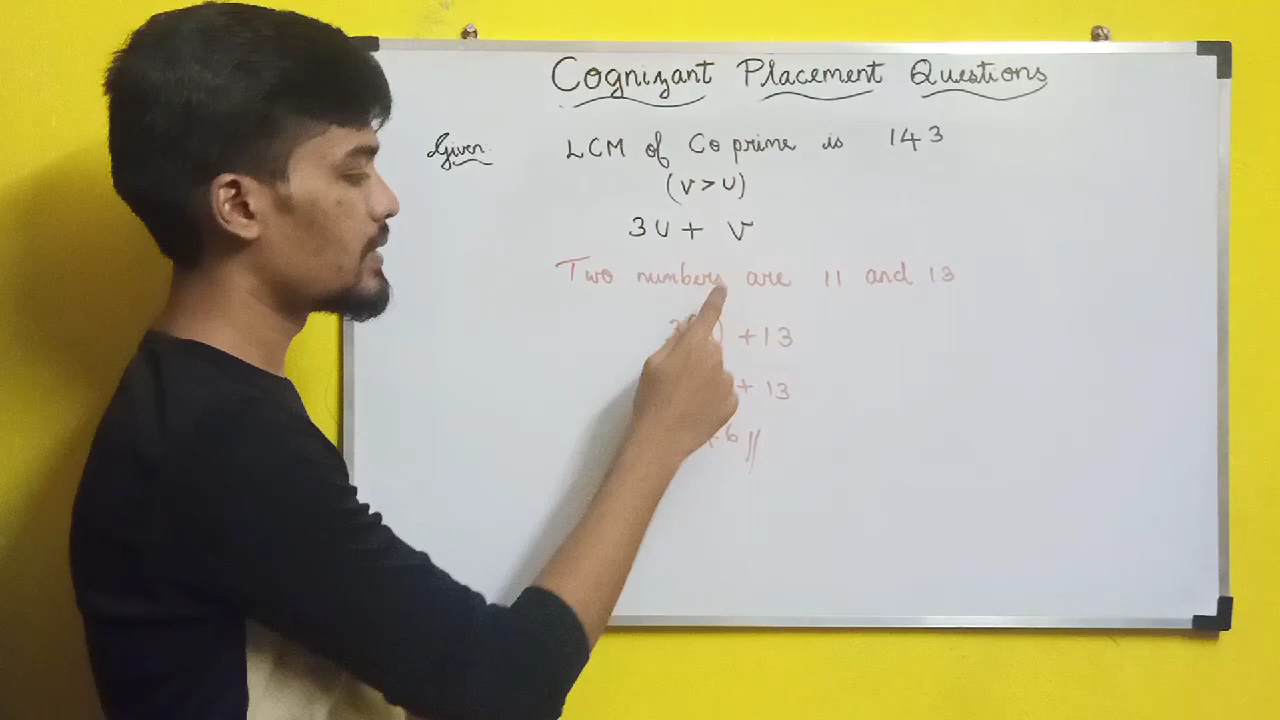 Cognizant Placement Questions
Given LCM of Co prime is 143
(V > U)
3U + V
Two numbers are 11 and 13
+ 13
+ 13